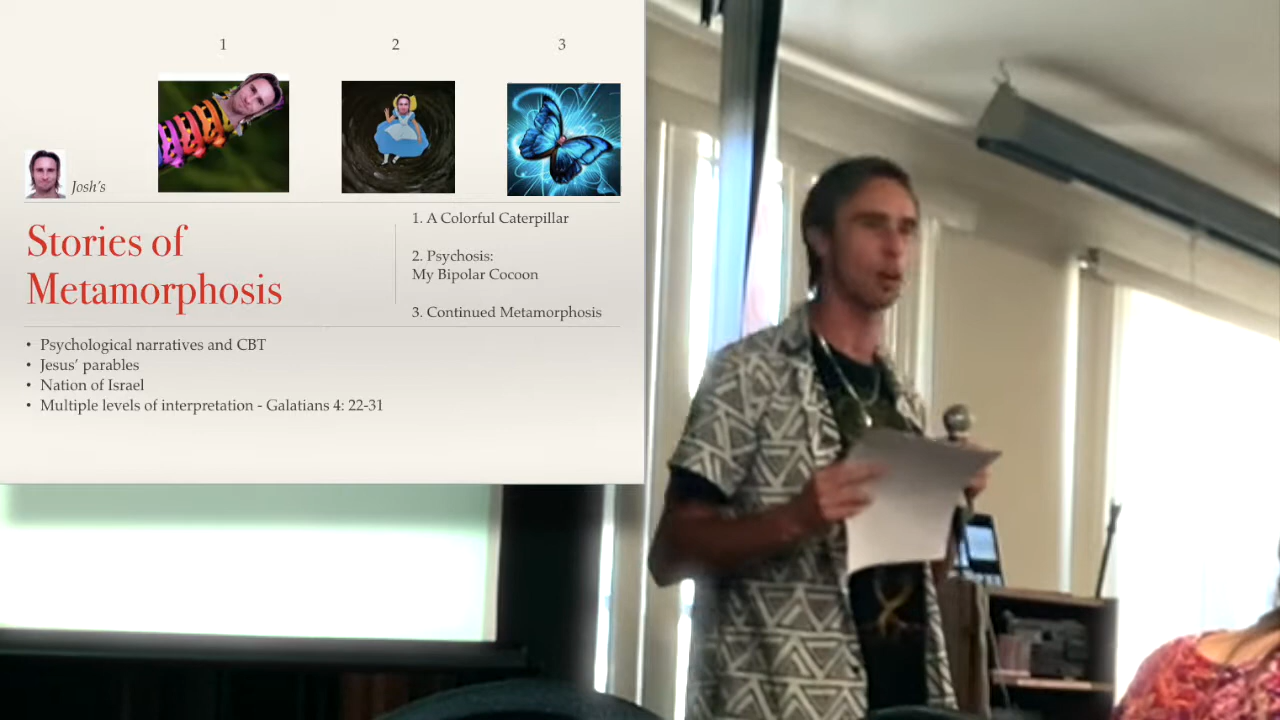 1 2 3
Josh's
Stories of
Metamorphosis
1. A Colorful Caterpillar
2. Psychosis:
My Bipolar Cocoon
3. Continued Metamorphosis
• Psychological narratives and CBT
• Jesus' parables
• Nation of Israel
• Multiple levels of interpretation - Galatians 4: 22-31